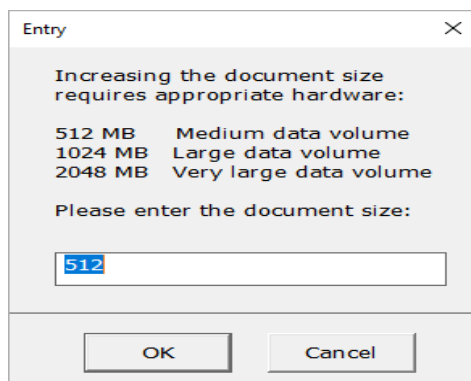 Entry
Increasing the document size
requires appropriate hardware:
512 MB Medium data volume
1024 MB Large data volume
2048 MB Very large data volume
Please enter the document size:
512
OK Cancel